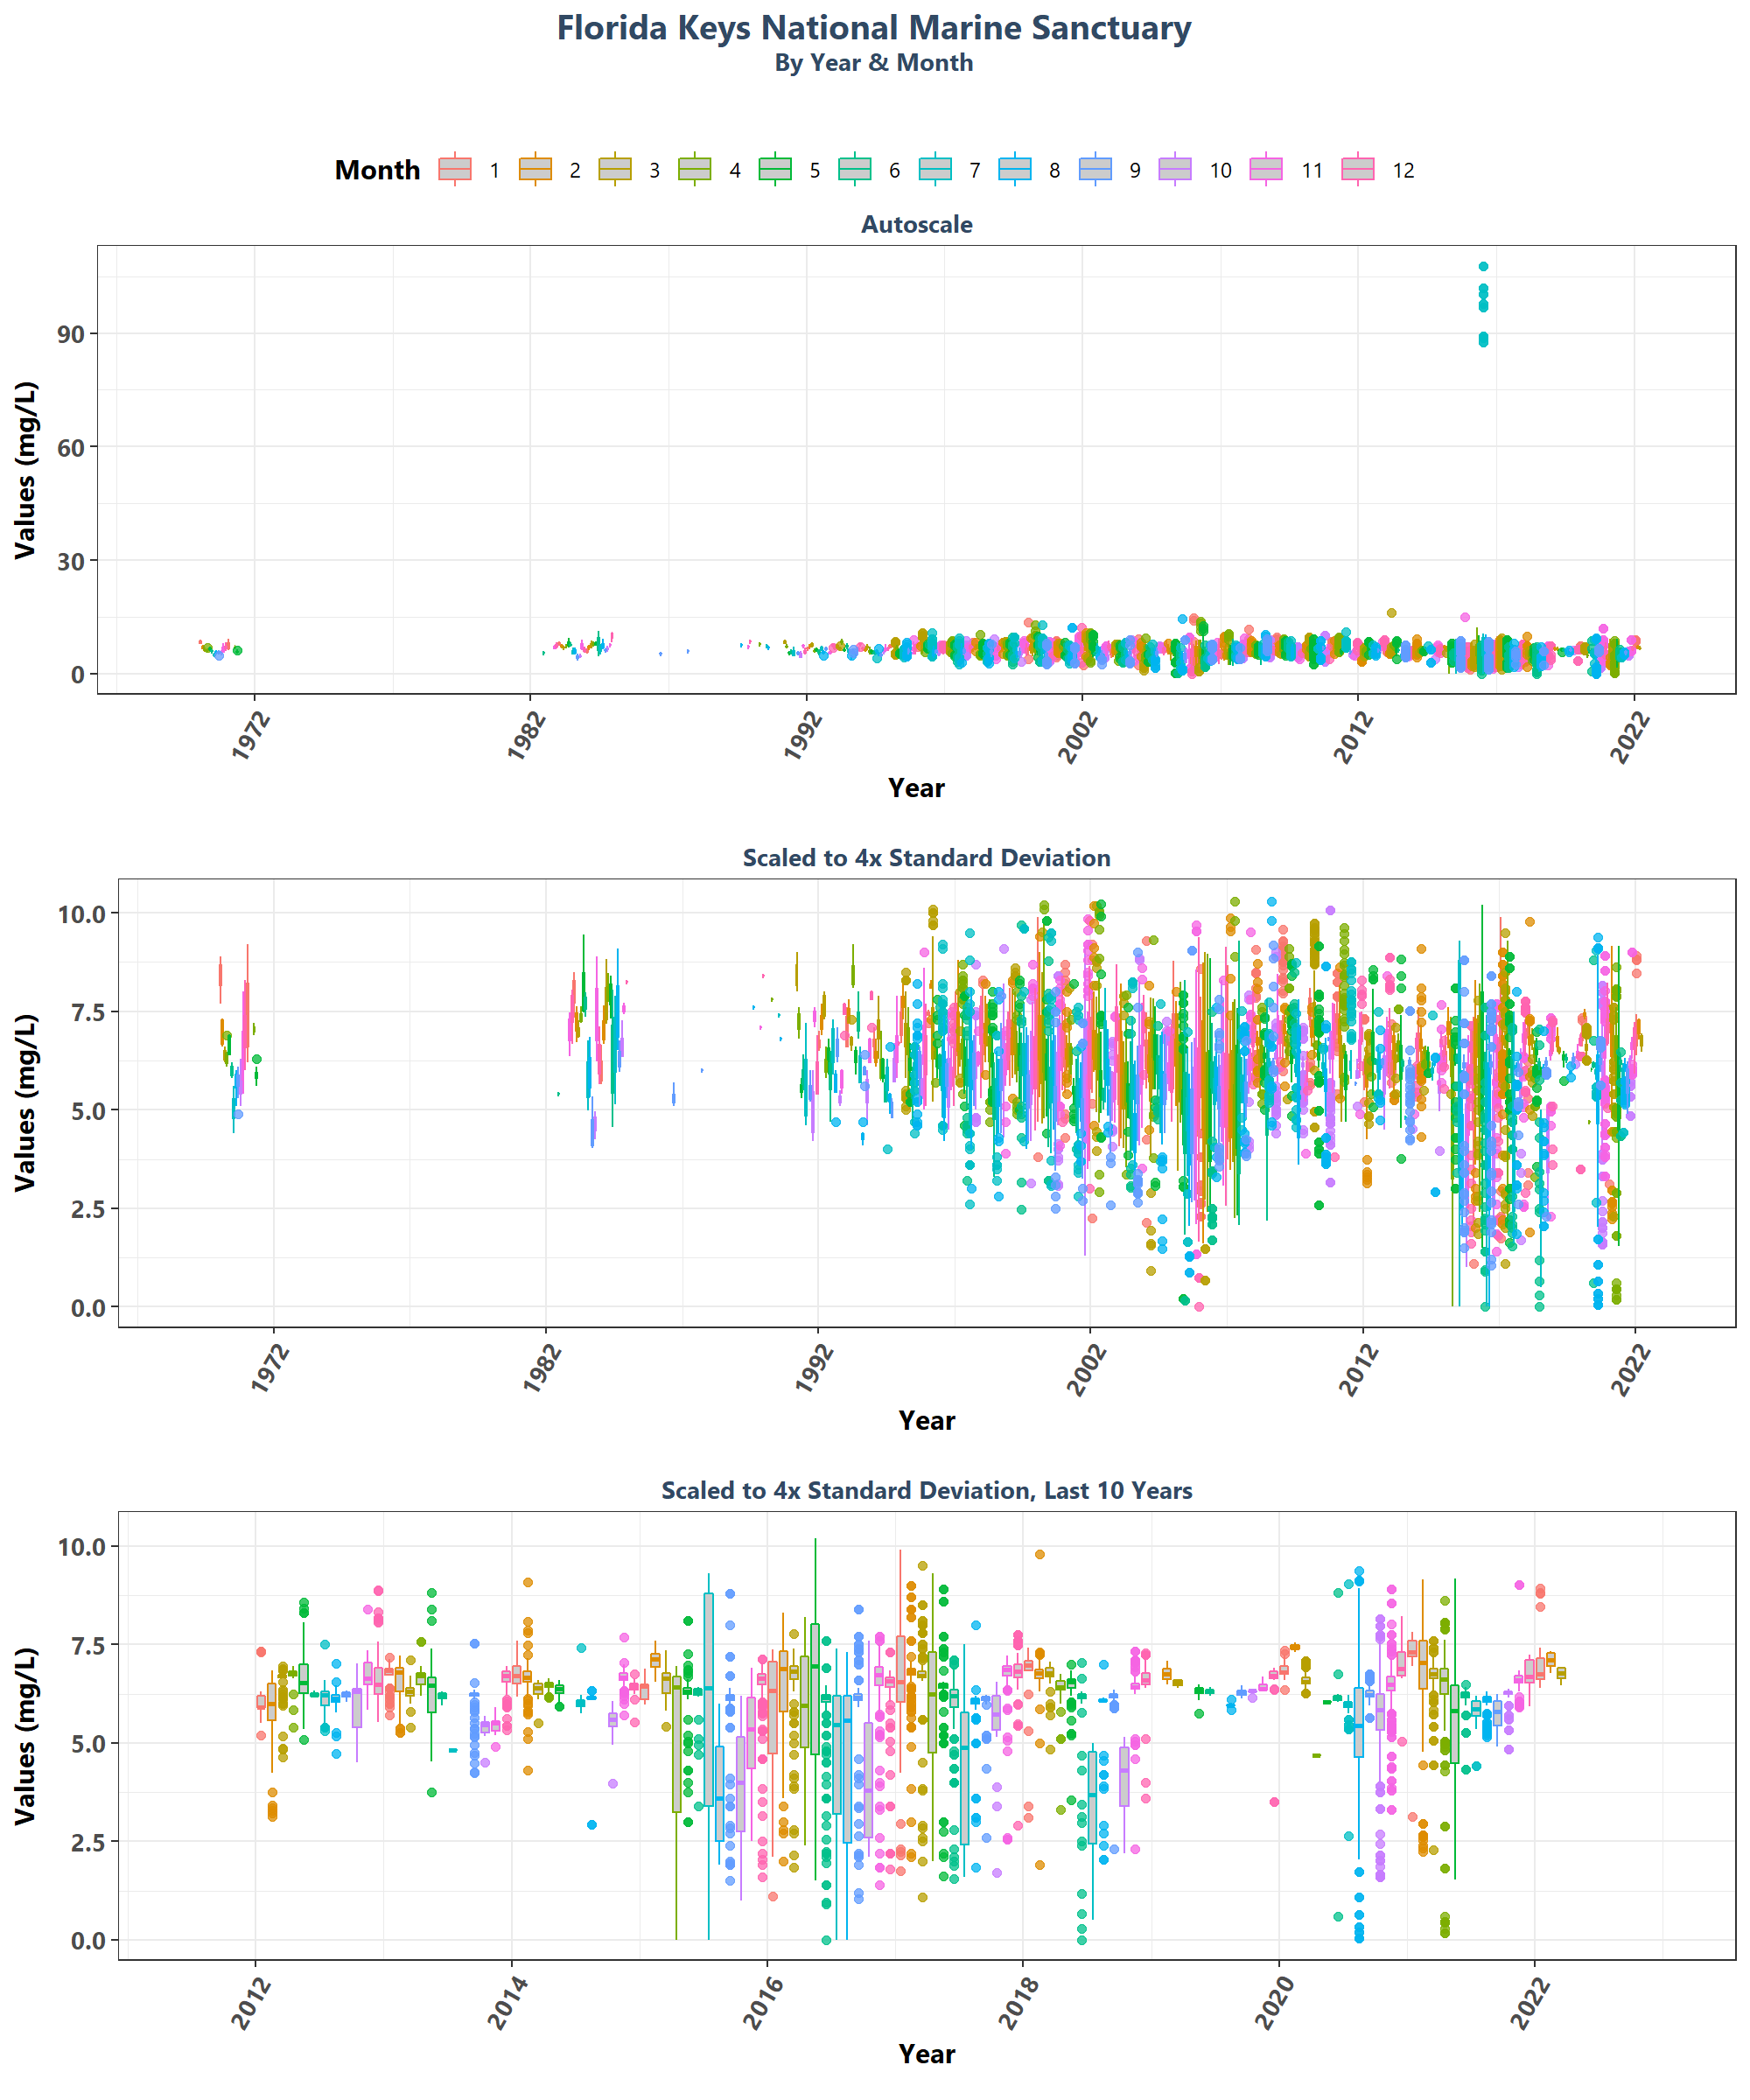 Florida Keys National Marine Sanctuary
By Year & Month
Month 1 2 3 4 5 6 7 8 9 10 11 12
Autoscale
Values (mg/L)
90
60
30
0
1972 1982 1992 2002 2012 2022
Year
Scaled to 4x Standard Deviation
Values (mg/L)
10.0
7.5
5.0
2.5
0.0
1972 1982 1992 2002 2012 2022
Year
Scaled to 4x Standard Deviation, Last 10 Years
Values (mg/L)
10.0
7.5
5.0
2.5
0.0
2012 2014 2016 2018 2020 2022
Year